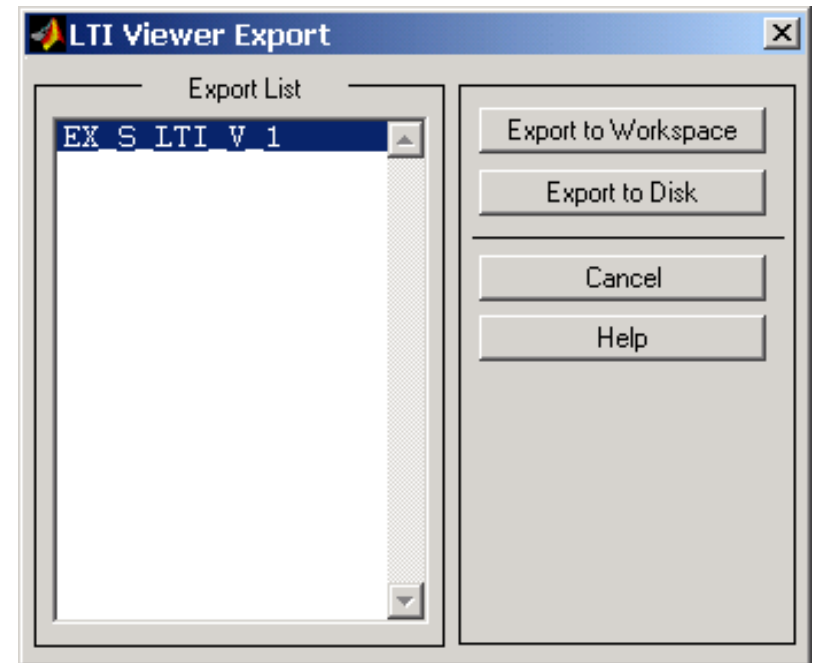 LTI Viewer Export
Export List
EX_S_LTI_V_1
Export to Workspace
Export to Disk
Cancel
Help